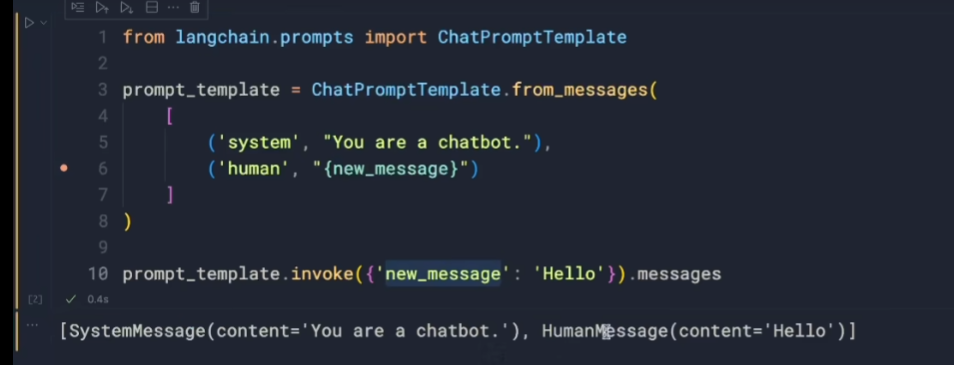 1 from langchain.prompts import ChatPromptTemplate
2
3 prompt_template = ChatPromptTemplate.from_messages(
4     [
5         ('system', "You are a chatbot."),
6         ('human', "{new_message}")
7     ]
8 )
9
10 prompt_template.invoke({'new_message': 'Hello'}).messages
[2] ✓ 0.4s
[SystemMessage(content='You are a chatbot.'), HumanMessage(content='Hello')]